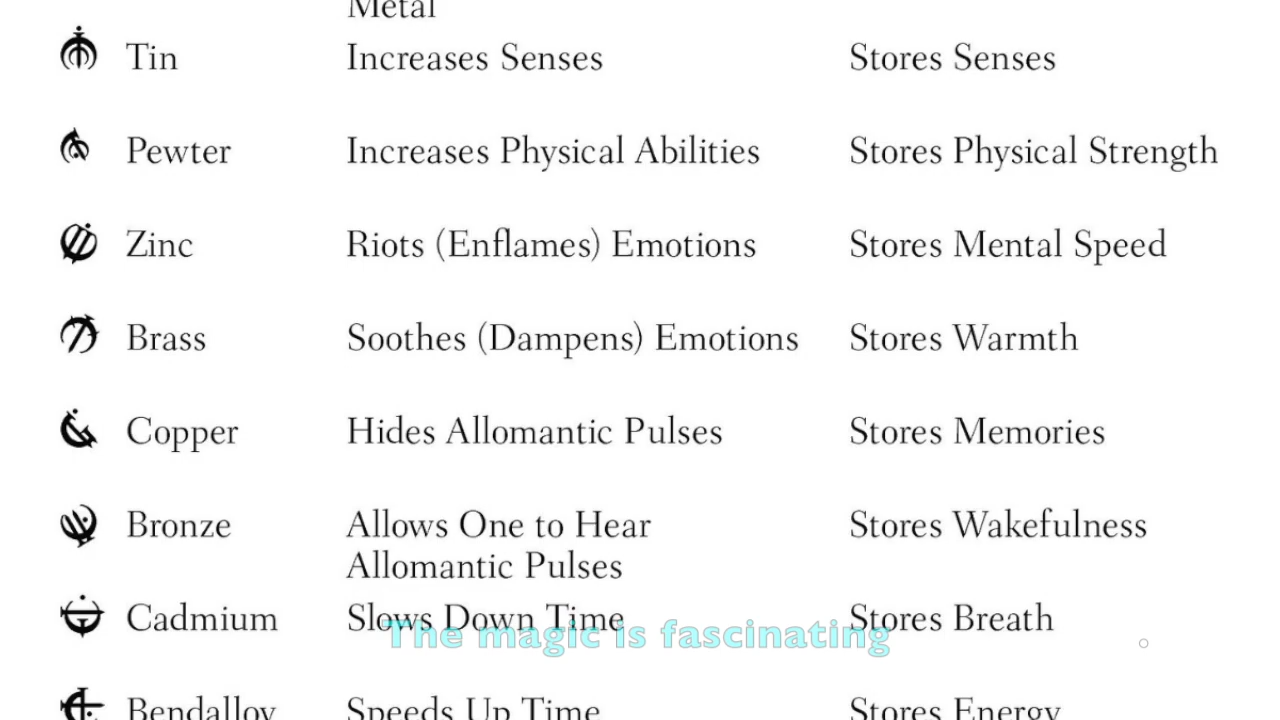 Metal
Tin Increases Senses Stores Senses
Pewter Increases Physical Abilities Stores Physical Strength
Zinc Riots (Enflames) Emotions Stores Mental Speed
Brass Soothes (Dampens) Emotions Stores Warmth
Copper Hides Allomantic Pulses Stores Memories
Bronze Allows One to Hear Stores Wakefulness
Allomantic Pulses
Cadmium Slows Down Time Stores Breath
The magic is fascinating
Bendalloy Speeds Up Time Stores Energy